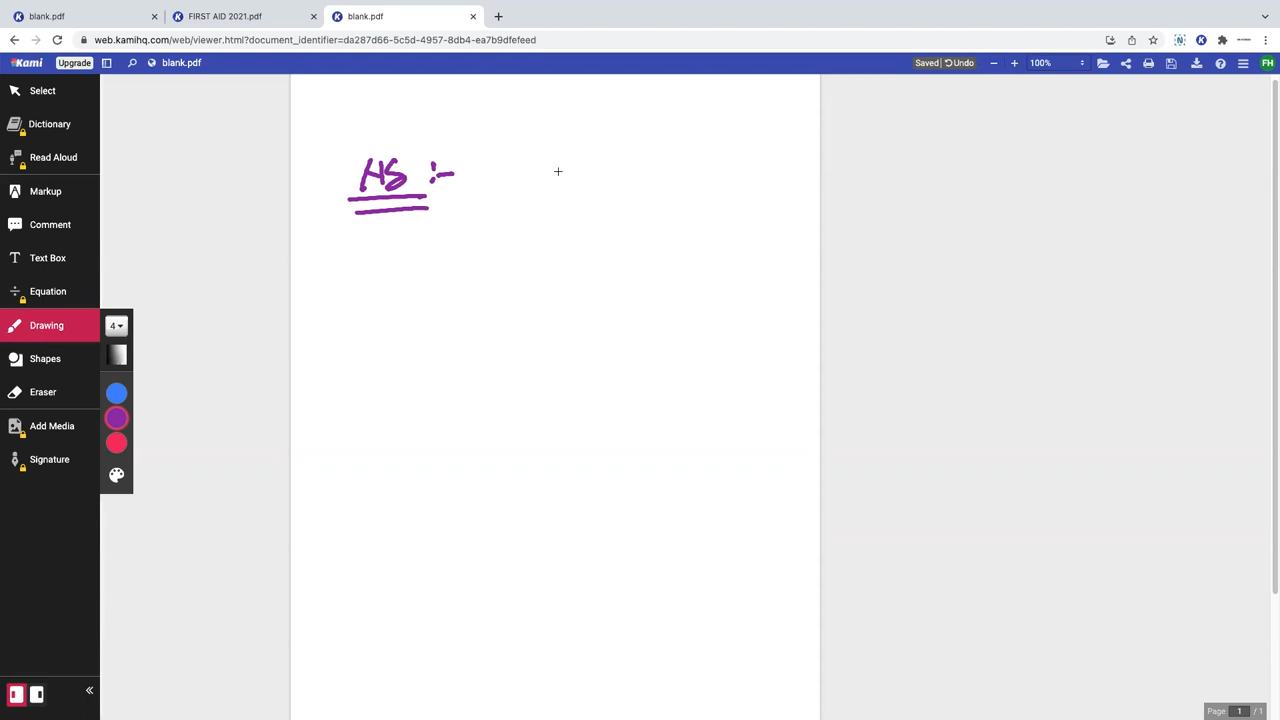 blank.pdf FIRST AID 2021.pdf blank.pdf
web.kamihq.com/web/viewer.html?document_identifier=da287d66-5c5d-4957-8db4-ea7b9dfefeed
Kami Upgrade blank.pdf Saved Undo 100% FH
Select
Dictionary
Read Aloud
Markup
Comment
Text Box
Equation
Drawing
4
Shapes
Eraser
Add Media
Signature
HS :-
Page 1 / 1